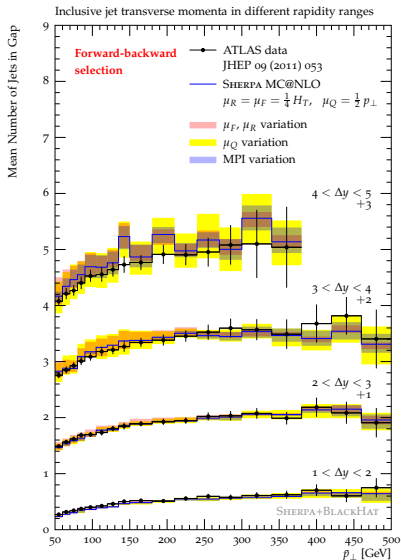 Inclusive jet transverse momenta in different rapidity ranges
Mean Number of Jets in Gap
Forward-backward
selection
ATLAS data
JHEP 09 (2011) 053
SHERPA MC@NLO
μR = μF = 1/4 HT, μQ = 1/2 p⊥
μF, μR variation
μQ variation
MPI variation
4 < Δy < 5
+3
3 < Δy < 4
+2
2 < Δy < 3
+1
1 < Δy < 2
SHERPA+BLACKHAT
9
8
7
6
5
4
3
2
1
0
50 100 150 200 250 300 350 400 450 500
p̄⊥ [GeV]